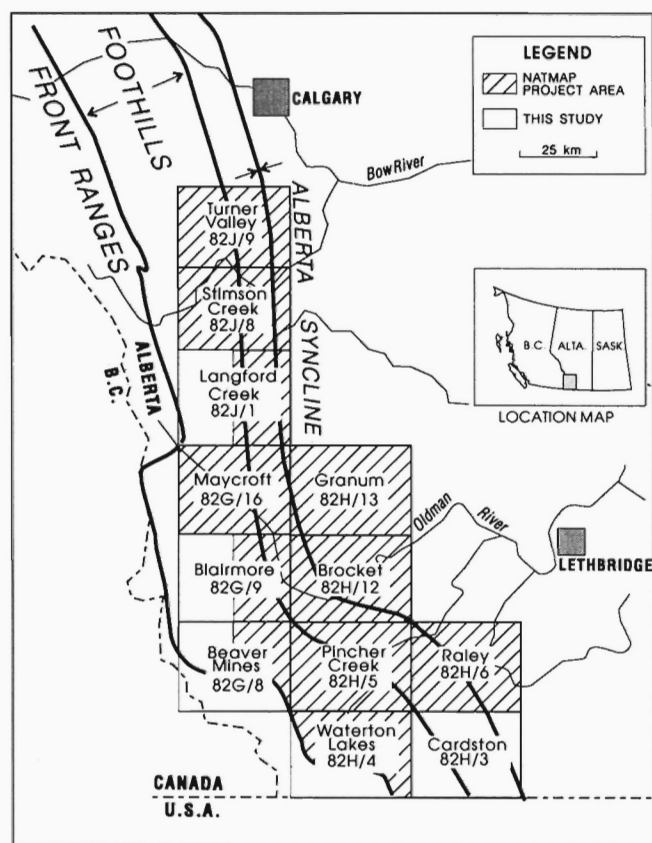 LEGEND
NATMAP
PROJECT AREA
THIS STUDY
25 km
FOOTHILLS
FRONT RANGES
CALGARY
Bow River
ALBERTA
SYNCLINE
Turner
Valley
82J/9
Stimson
Creek
82J/8
Langford
Creek
82J/1
ALBERTA
B.C.
B.C.
ALTA.
SASK
LOCATION MAP
Maycroft
82G/16
Granum
82H/13
Oldman
River
LETHBRIDGE
Blairmore
82G/9
Brocket
82H/12
Beaver
Mines
82G/8
Pincher
Creek
82H/5
Raley
82H/6
Waterton
Lakes
82H/4
Cardston
82H/3
CANADA
U.S.A.